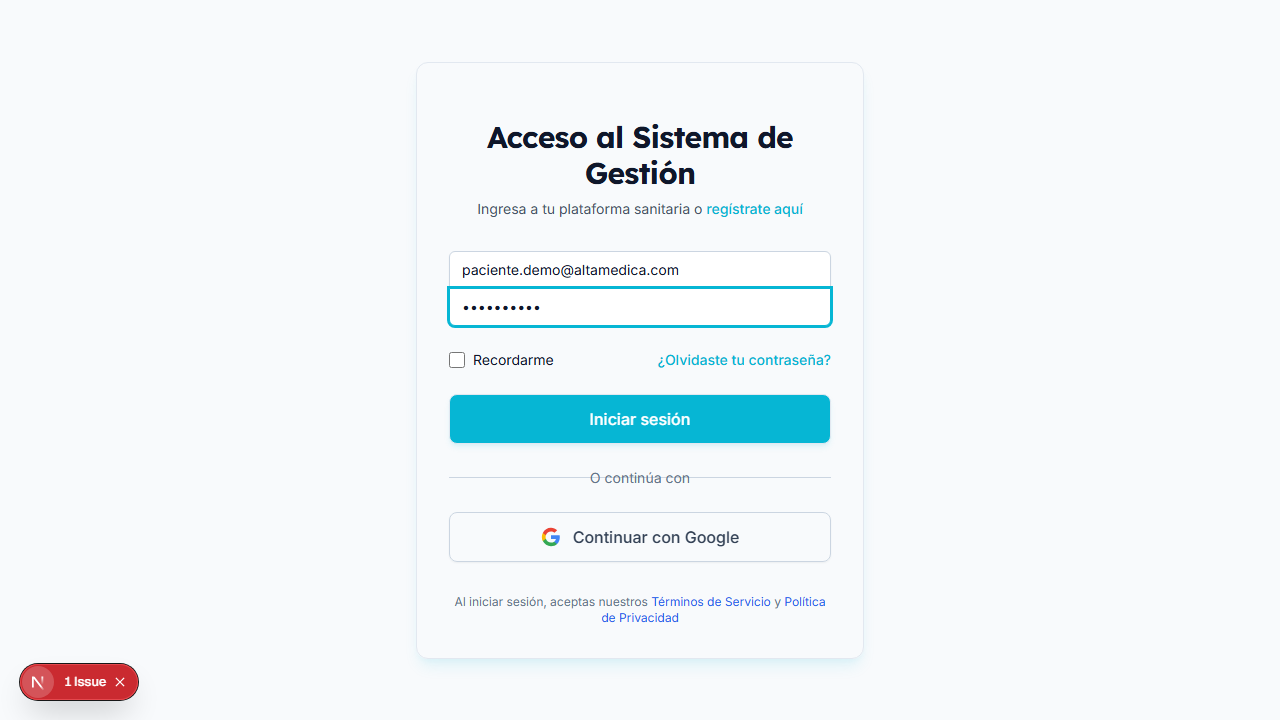 Acceso al Sistema de
Gestión
Ingresa a tu plataforma sanitaria o regístrate aquí
paciente.demo@altamedica.com
••••••••••
Recordarme
¿Olvidaste tu contraseña?
Iniciar sesión
O continúa con
Continuar con Google
Al iniciar sesión, aceptas nuestros Términos de Servicio y Política
de Privacidad
N 1 Issue